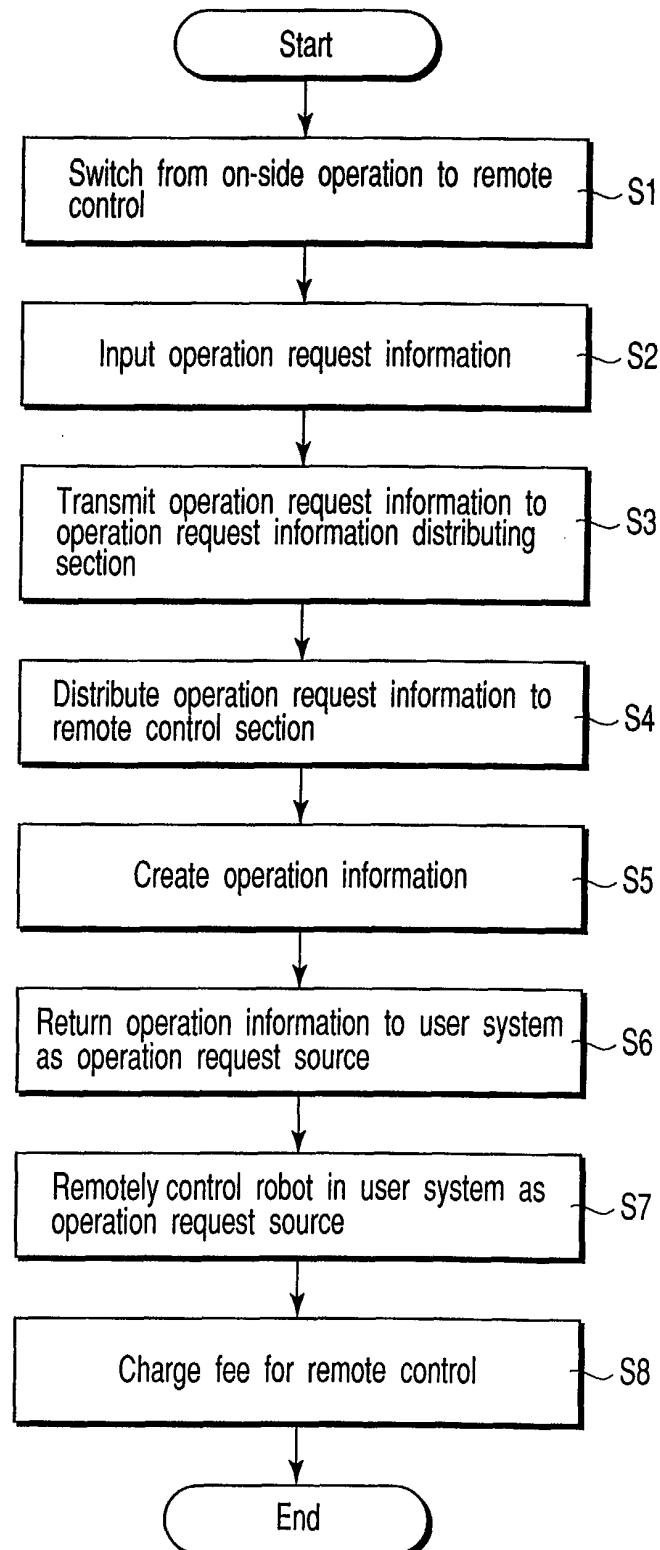 Start
Switch from on-side operation to remote
control
S1
Input operation request information
S2
Transmit operation request information to
operation request information distributing
section
S3
Distribute operation request information to
remote control section
S4
Create operation information
S5
Return operation information to user system
as operation request source
S6
Remotely control robot in user system as
operation request source
S7
Charge fee for remote control
S8
End